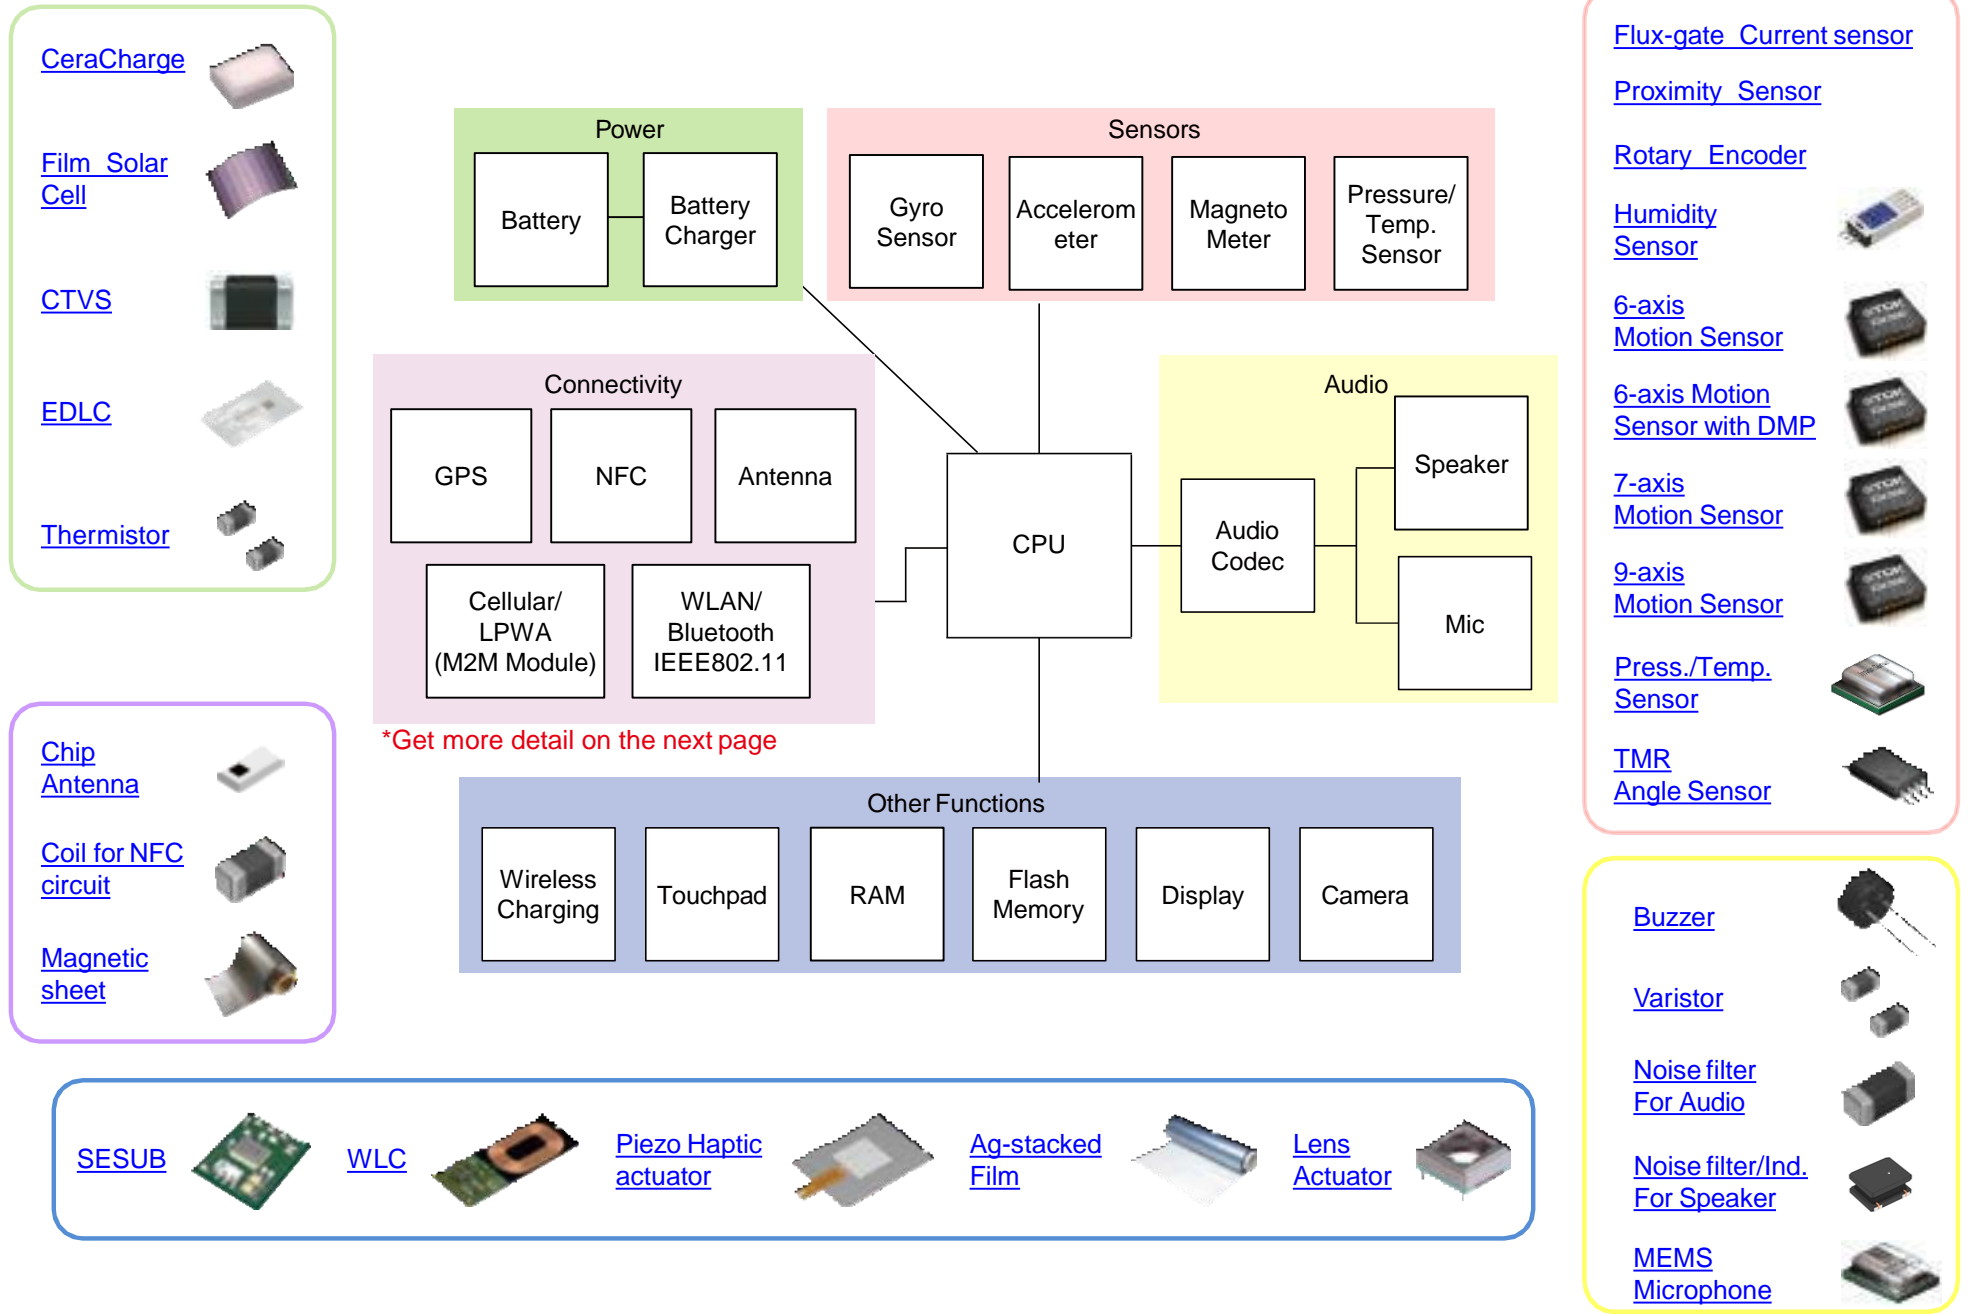 CeraCharge
Film Solar
Cell
CTVS
EDLC
Thermistor
Power
Battery
Battery
Charger
Sensors
Gyro
Sensor
Accelerom
eter
Magneto
Meter
Pressure/
Temp.
Sensor
Connectivity
GPS
NFC
Antenna
Cellular/
LPWA
(M2M Module)
WLAN/
Bluetooth
IEEE802.11
*Get more detail on the next page
CPU
Audio
Audio
Codec
Speaker
Mic
Other Functions
Wireless
Charging
Touchpad
RAM
Flash
Memory
Display
Camera
Flux-gate Current sensor
Proximity Sensor
Rotary Encoder
Humidity
Sensor
6-axis
Motion Sensor
6-axis Motion
Sensor with DMP
7-axis
Motion Sensor
9-axis
Motion Sensor
Press./Temp.
Sensor
TMR
Angle Sensor
Chip
Antenna
Coil for NFC
circuit
Magnetic
sheet
Buzzer
Varistor
Noise filter
For Audio
Noise filter/Ind.
For Speaker
MEMS
Microphone
SESUB
WLC
Piezo Haptic
actuator
Ag-stacked
Film
Lens
Actuator